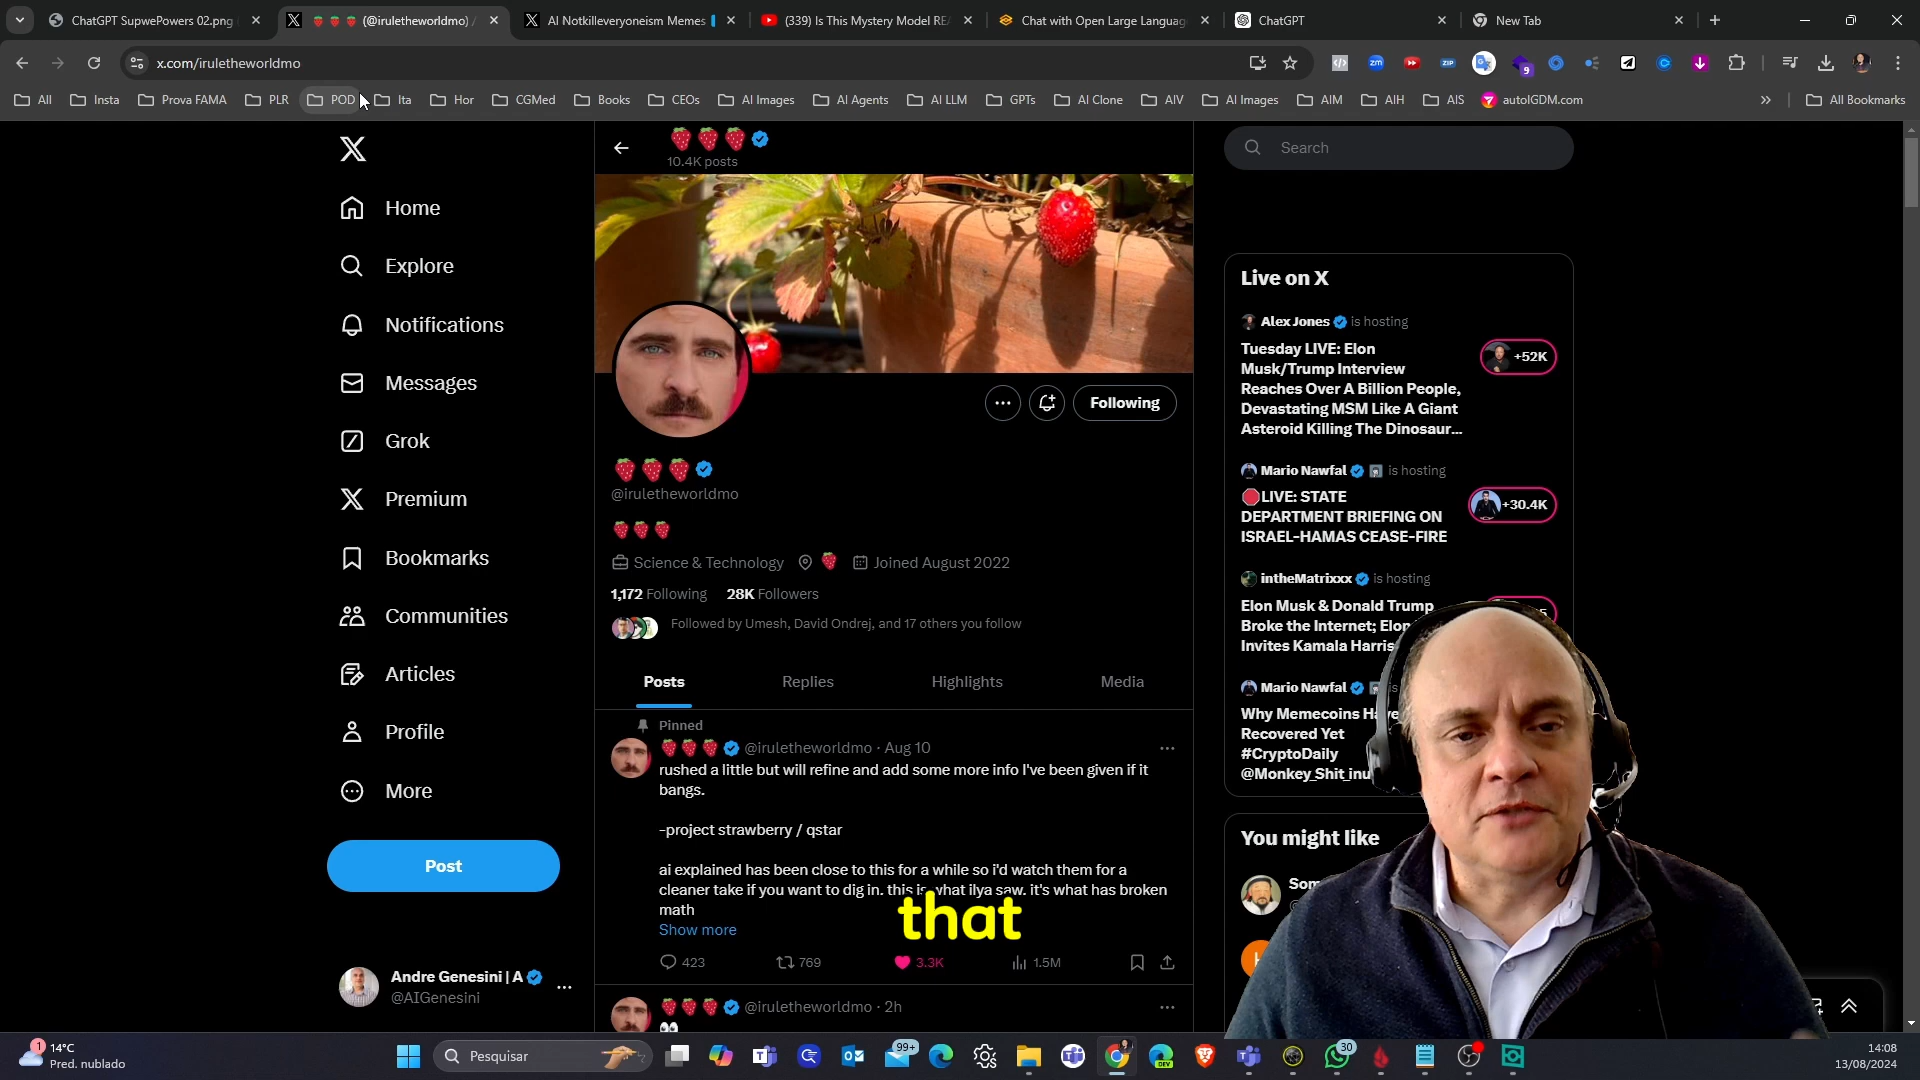 ChatGPT SupwePowers 02.png
(@iruletheworldmo) /
AI Notkilleveryoneism Memes
(339) Is This Mystery Model RE
Chat with Open Large Languag
ChatGPT
New Tab
x.com/iruletheworldmo
All
Insta
Prova FAMA
PLR
POD
Ita
Hor
CGMed
Books
CEOs
AI Images
AI Agents
AI LLM
GPTs
AI Clone
AIV
AI Images
AIM
AIH
AIS
autoIGDM.com
All Bookmarks
10.4K posts
Search
Home
Explore
Notifications
Messages
Grok
Premium
Bookmarks
Communities
Articles
Profile
More
Post
Andre Genesini | A
@AIGenesini
Following
🍓🍓🍓
@iruletheworldmo
🍓🍓🍓
Science & Technology 🍓 Joined August 2022
1,172 Following 28K Followers
Followed by Umesh, David Ondrej, and 17 others you follow
Posts Replies Highlights Media
Pinned
🍓🍓🍓 @iruletheworldmo · Aug 10
rushed a little but will refine and add some more info I've been given if it
bangs.
-project strawberry / qstar
ai explained has been close to this for a while so i'd watch them for a
cleaner take if you want to dig in. this is what ilya saw. it's what has broken
math
Show more
that
423 769 3.3K 1.5M
🍓🍓🍓 @iruletheworldmo · 2h
👀
Live on X
Alex Jones is hosting
Tuesday LIVE: Elon
Musk/Trump Interview
Reaches Over A Billion People,
Devastating MSM Like A Giant
Asteroid Killing The Dinosaur...
+52K
Mario Nawfal is hosting
🛑LIVE: STATE
DEPARTMENT BRIEFING ON
ISRAEL-HAMAS CEASE-FIRE
+30.4K
intheMatrixxx is hosting
Elon Musk & Donald Trump
Broke the Internet; Elon
Invites Kamala Harris
Mario Nawfal
Why Memecoins Have
Recovered Yet
#CryptoDaily
@Monkey_Shit_inu
You might like
14°C
Pred. nublado
Pesquisar
99+
30
14:08
13/08/2024